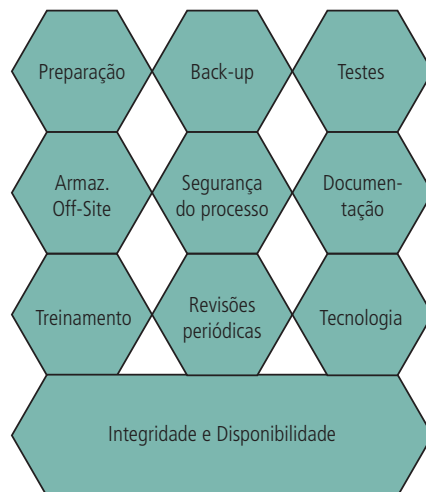 Preparação
Back-up
Testes
Armaz.
Off-Site
Segurança
do processo
Documen-
tação
Treinamento
Revisões
periódicas
Tecnologia
Integridade e Disponibilidade